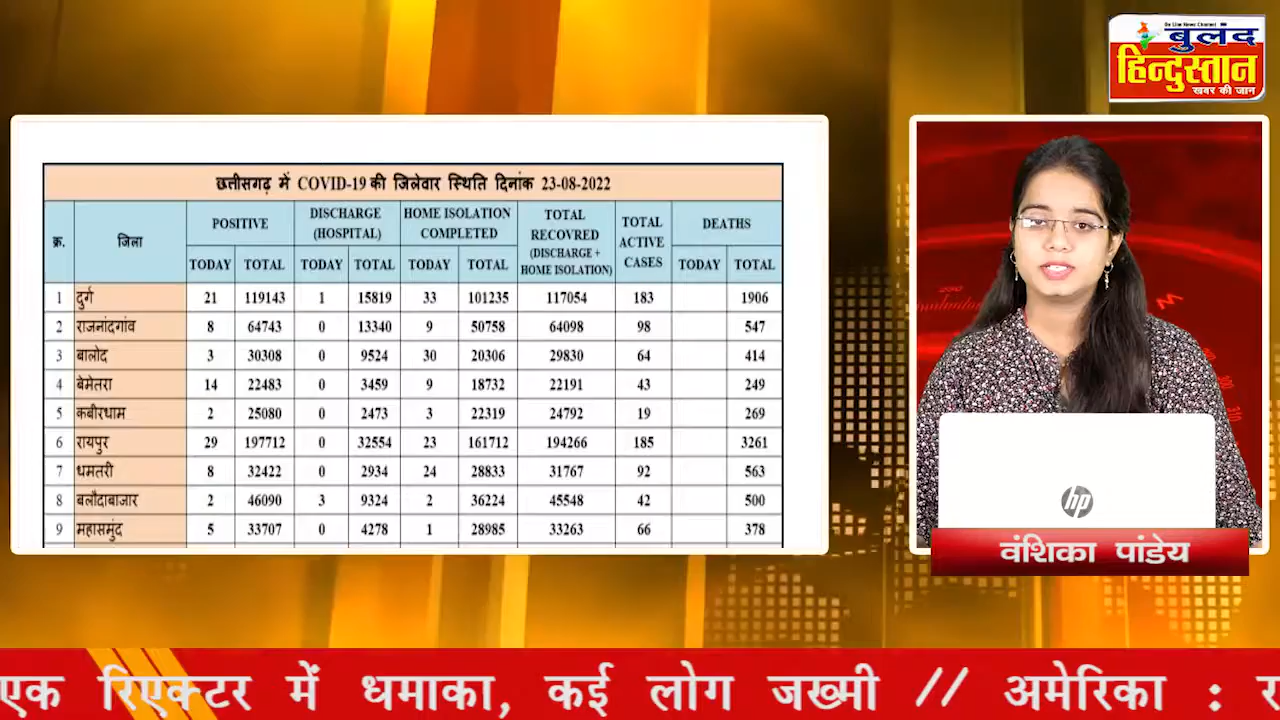 On Line News Channel
बुलंद
हिन्दुस्तान
खबर की जान
छत्तीसगढ़ में COVID-19 की जिलेवार स्थिति दिनांक 23-08-2022
क्र. जिला POSITIVE DISCHARGE (HOSPITAL) HOME ISOLATION COMPLETED TOTAL RECOVRED (DISCHARGE + HOME ISOLATION) TOTAL ACTIVE CASES DEATHS
TODAY TOTAL TODAY TOTAL TODAY TOTAL TODAY TOTAL
1 दुर्ग 21 119143 1 15819 33 101235 117054 183 1906
2 राजनांदगांव 8 64743 0 13340 9 50758 64098 98 547
3 बालोद 3 30308 0 9524 30 20306 29830 64 414
4 बेमेतरा 14 22483 0 3459 9 18732 22191 43 249
5 कबीरधाम 2 25080 0 2473 3 22319 24792 19 269
6 रायपुर 29 197712 0 32554 23 161712 194266 185 3261
7 धमतरी 8 32422 0 2934 24 28833 31767 92 563
8 बलौदाबाजार 2 46090 3 9324 2 36224 45548 42 500
9 महासमुंद 5 33707 0 4278 1 28985 33263 66 378
hp
वंशिका पांडेय
एक रिएक्टर में धमाका, कई लोग जख्मी // अमेरिका :